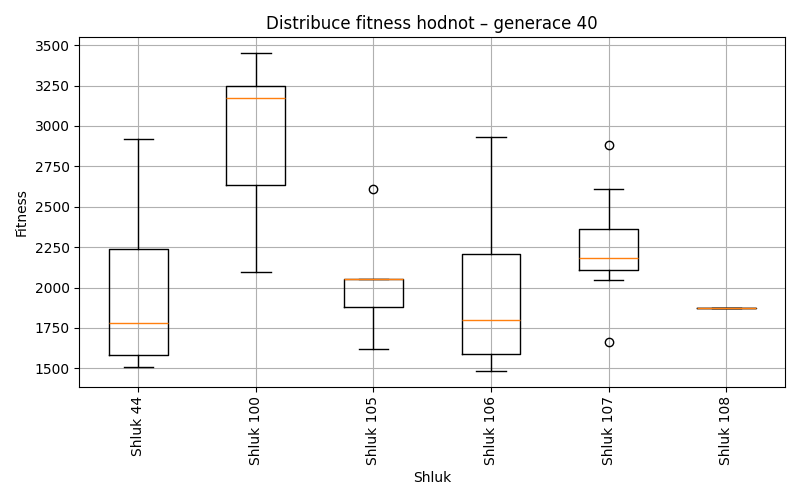 Distribuce fitness hodnot – generace 40
3500
3250
3000
2750
2500
2250
2000
1750
1500
Fitness
Shluk 44
Shluk 100
Shluk 105
Shluk 106
Shluk 107
Shluk 108
Shluk